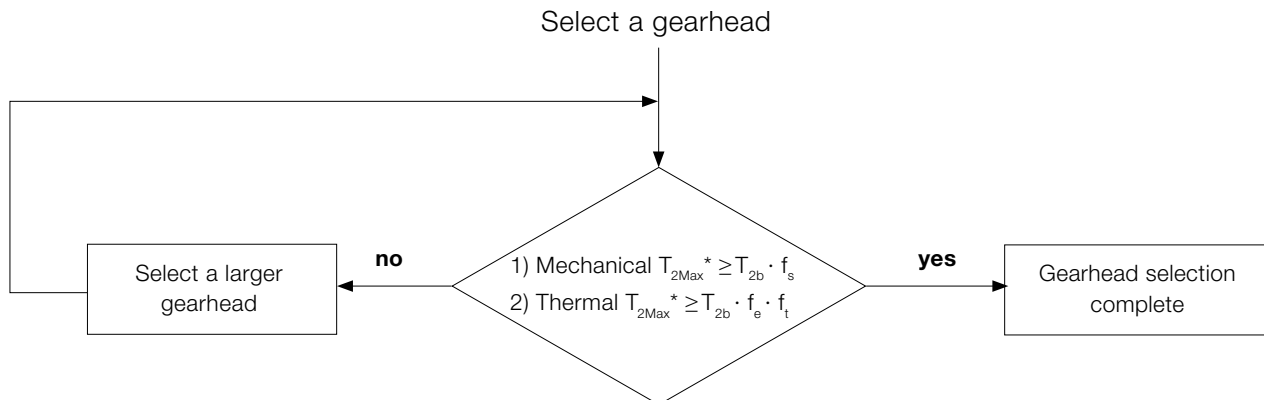 Select a gearhead
no
1) Mechanical T₂Max* ≥T₂b · fₛ
yes
Select a larger
gearhead
2) Thermal T₂Max* ≥T₂b · fₑ · fₜ
Gearhead selection
complete